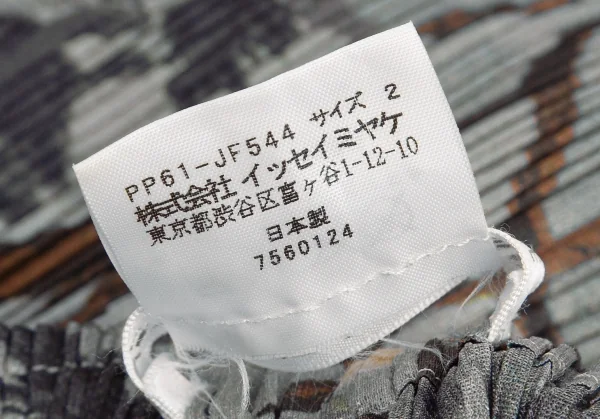 PP61-JF544 サイズ 2
株式会社 イッセイミヤケ
東京都渋谷区富ヶ谷1-12-10
日本製
7560124